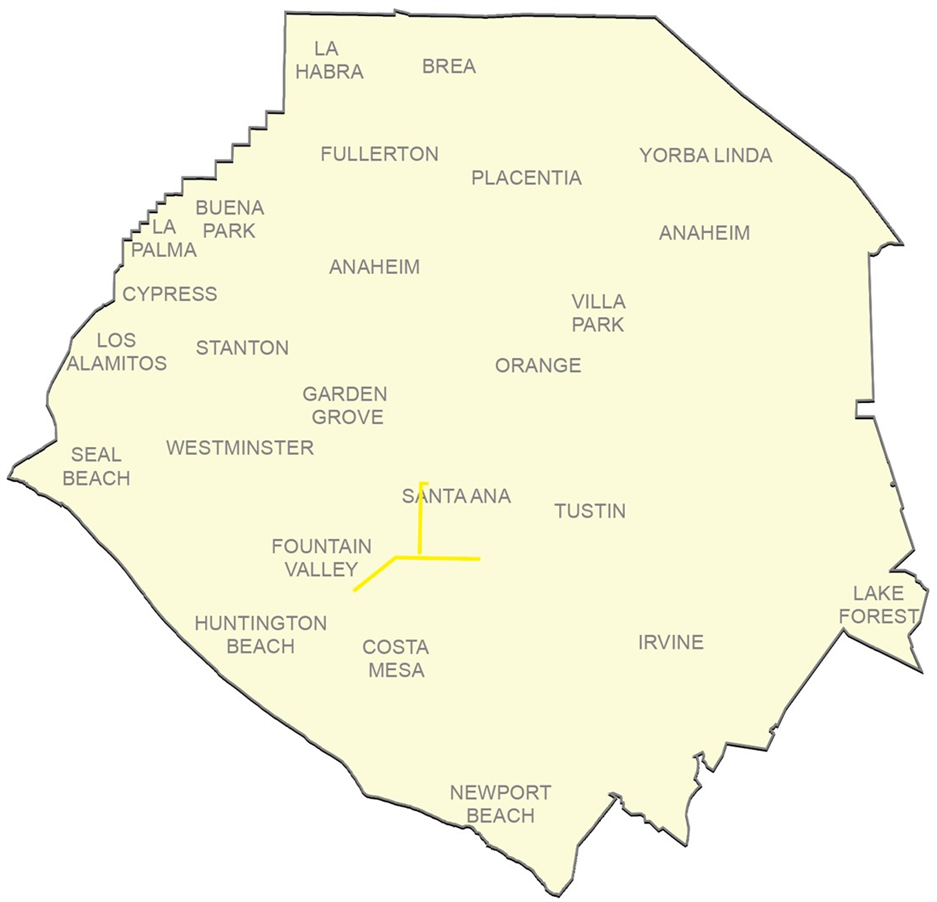 LA
HABRA
BREA
FULLERTON
YORBA LINDA
PLACENTIA
BUENA
PARK
LA
PALMA
ANAHEIM
ANAHEIM
CYPRESS
VILLA
PARK
LOS
ALAMITOS
STANTON
ORANGE
GARDEN
GROVE
WESTMINSTER
SEAL
BEACH
SANTA ANA
TUSTIN
FOUNTAIN
VALLEY
LAKE
FOREST
HUNTINGTON
BEACH
COSTA
MESA
IRVINE
NEWPORT
BEACH